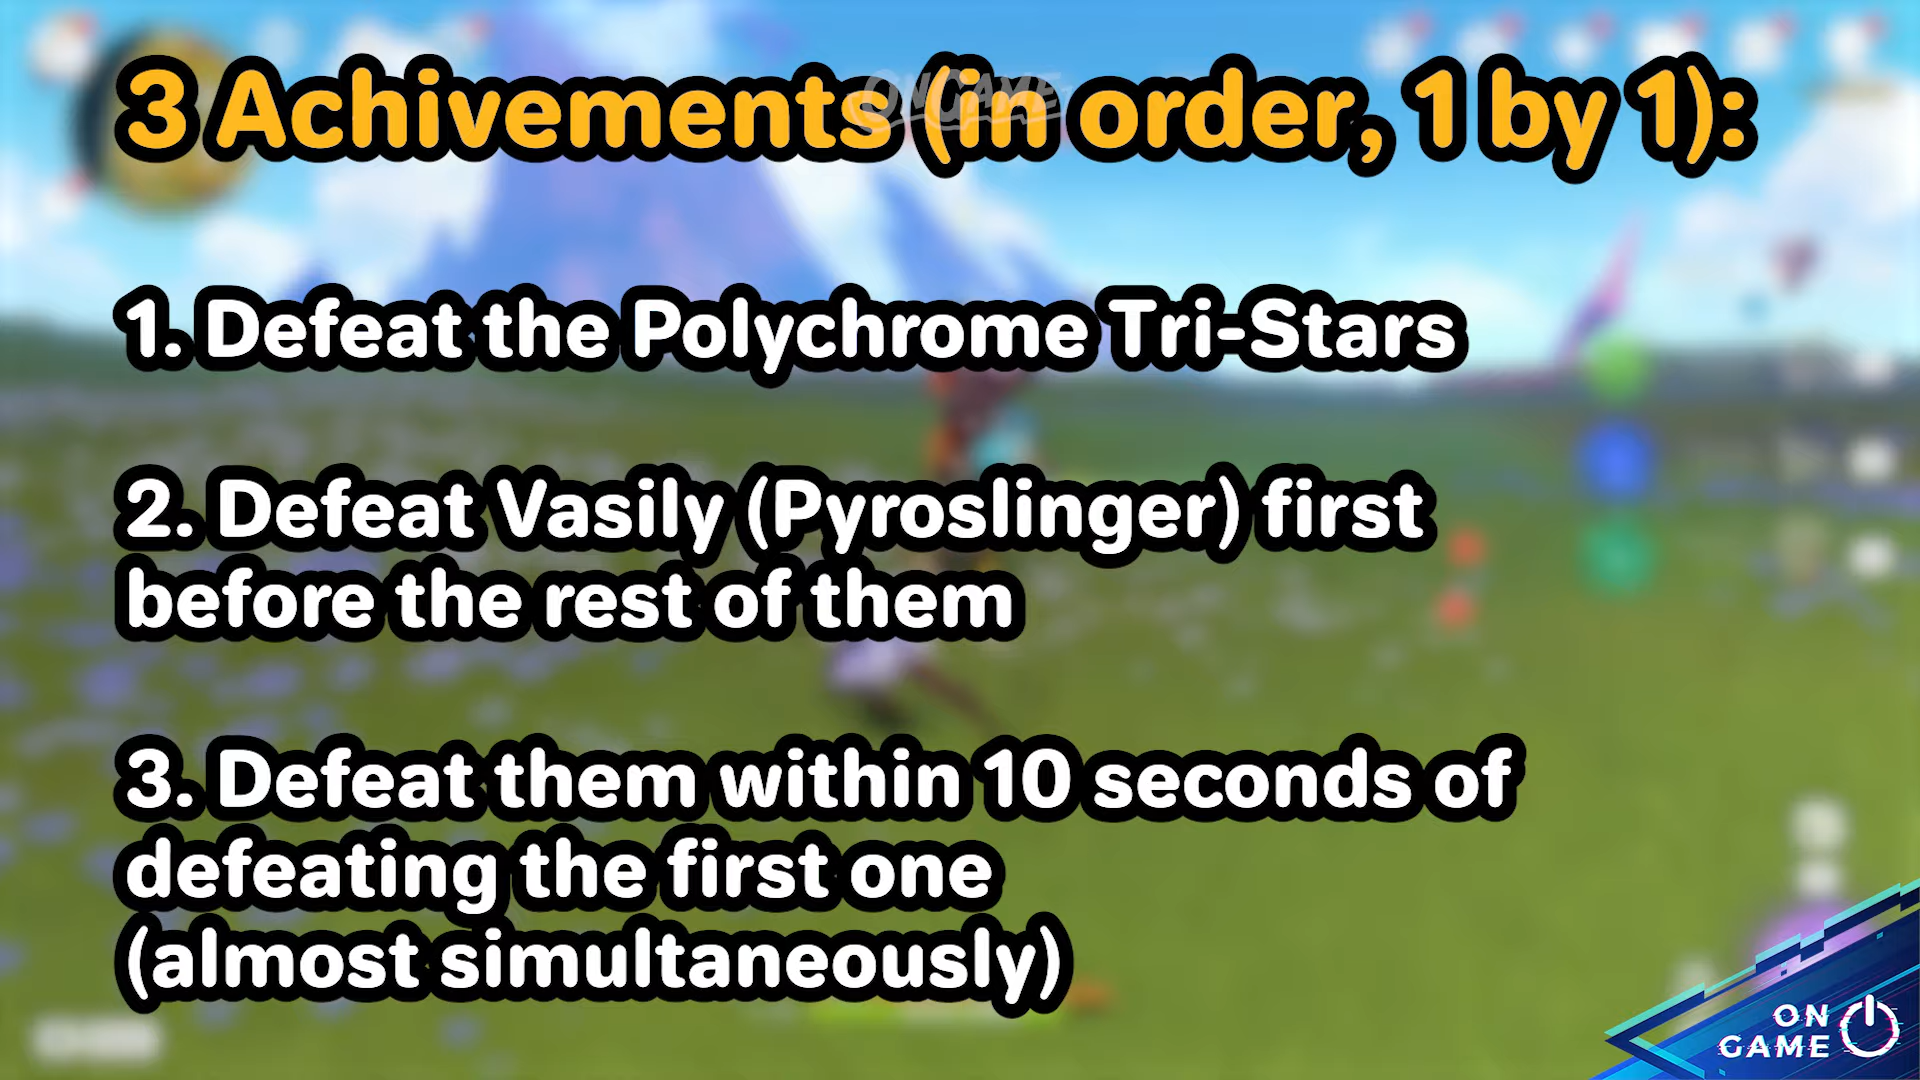 3 Achivements (in order, 1 by 1):
ONGAME
1. Defeat the Polychrome Tri-Stars
2. Defeat Vasily (Pyroslinger) first
before the rest of them
3. Defeat them within 10 seconds of
defeating the first one
(almost simultaneously)
ON
GAME